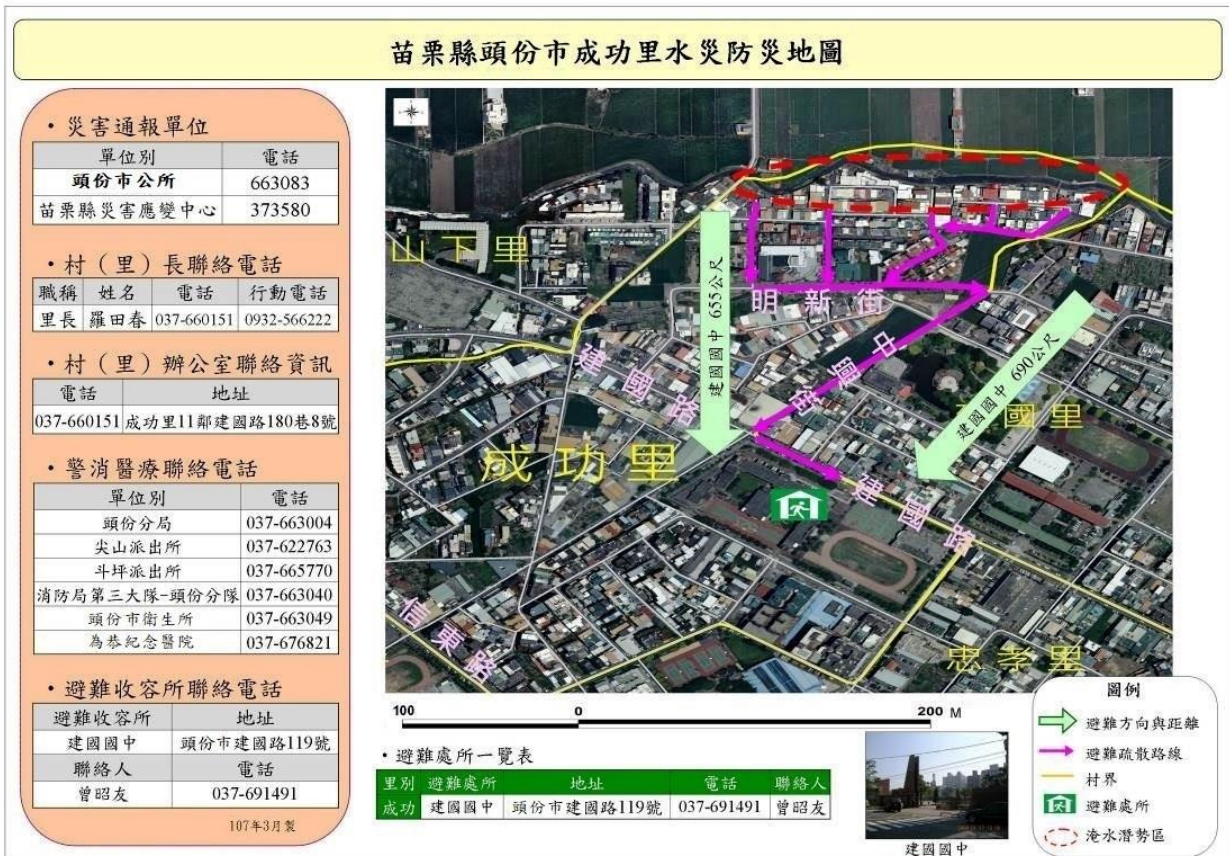 苗栗縣頭份市成功里水災防災地圖
・災害通報單位
單位別 電話
頭份市公所 663083
苗栗縣災害應變中心 373580
・村（里）長聯絡電話
職稱 姓名 電話 行動電話
里長 羅田春 037-660151 0932-566222
・村（里）辦公室聯絡資訊
電話 地址
037-660151 成功里11鄰建國路180巷8號
・警消醫療聯絡電話
單位別 電話
頭份分局 037-663004
尖山派出所 037-622763
斗坪派出所 037-665770
消防局第三大隊-頭份分隊 037-663040
頭份市衛生所 037-663049
為恭紀念醫院 037-676821
・避難收容所聯絡電話
避難收容所 地址
建國國中 頭份市建國路119號
聯絡人 電話
曾昭友 037-691491
107年3月製
山下里
明新街
建國國中 655公尺
建國國中 690公尺
建國路
中興街
國里
成功里
建國路
信東路
忠孝里
100 0 200 M
・避難處所一覽表
里別 避難處所 地址 電話 聯絡人
成功 建國國中 頭份市建國路119號 037-691491 曾昭友
建國國中
圖例
避難方向與距離
避難疏散路線
村界
避難處所
淹水潛勢區